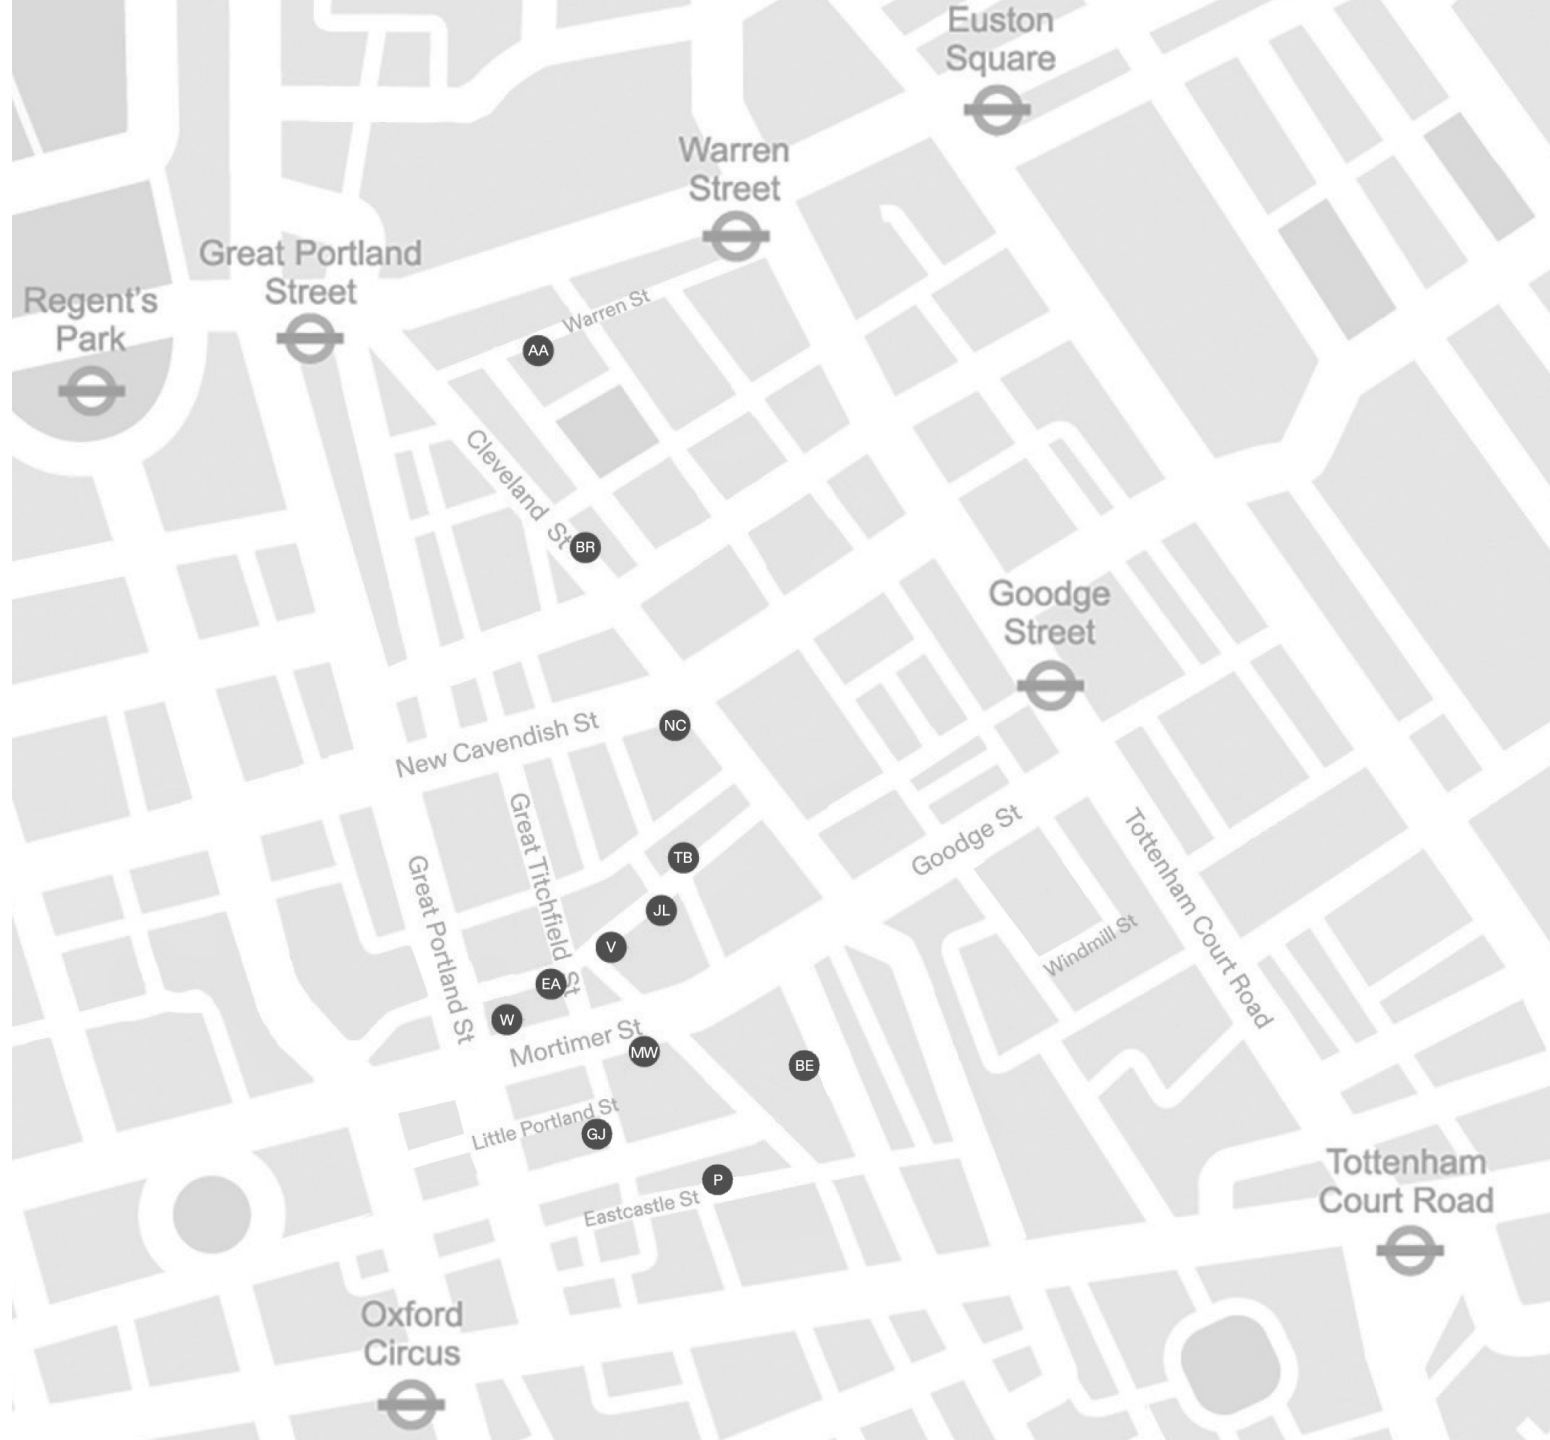 Euston
Square
Warren
Street
Great Portland
Street
Regent's
Park
Warren St
AA
Cleveland St
BR
Goodge
Street
NC
New Cavendish St
Great Titchfield St
Goodge St
Tottenham Court Road
TB
Great Portland St
JL
V
Windmill St
EA
W
Mortimer St
MW
BE
Little Portland St
GJ
Tottenham
Court Road
P
Eastcastle St
Oxford
Circus